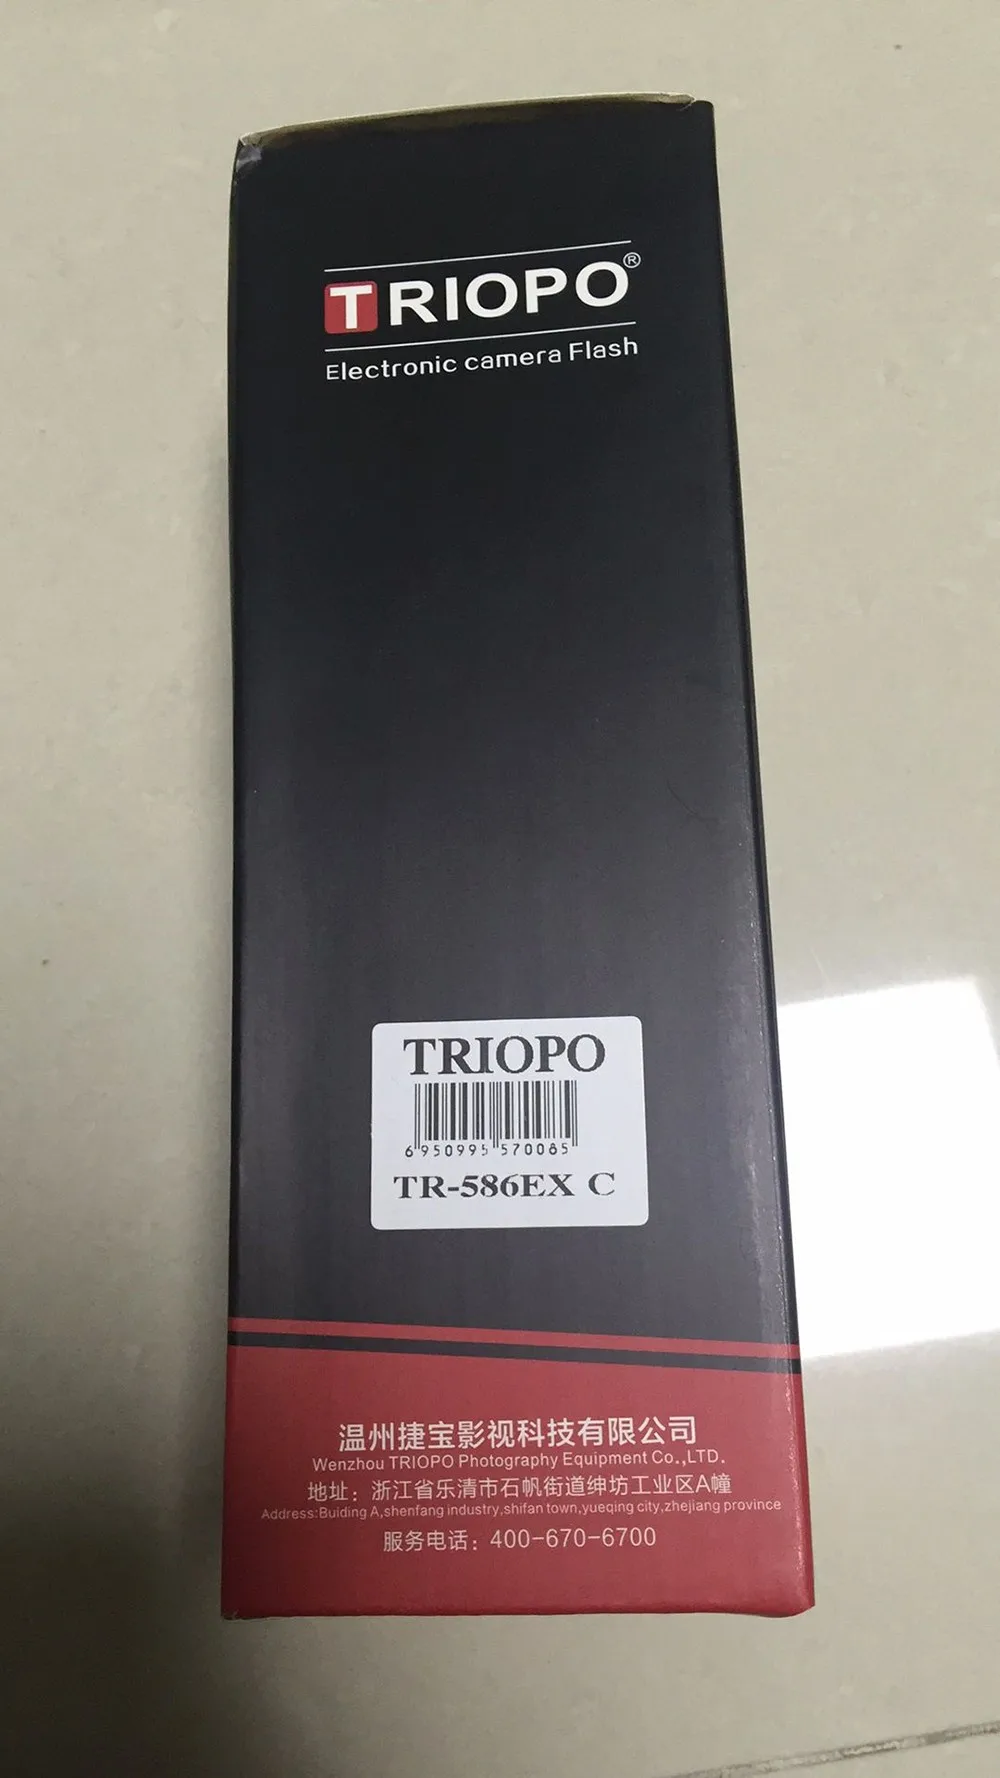 TRIOPO®
Electronic camera Flash
TRIOPO
6 950995 570085
TR-586EX C
温州捷宝影视科技有限公司
Wenzhou TRIOPO Photography Equipment Co.,LTD.
地址：浙江省乐清市石帆街道绅坊工业区A幢
Address:Buiding A,shenfang industry,shifan town,yueqing city,zhejiang province
服务电话：400-670-6700